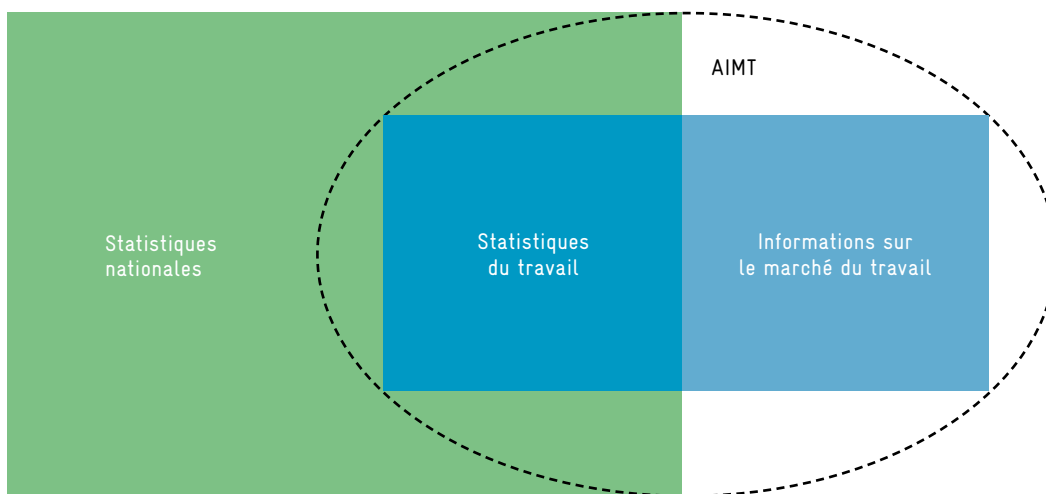 AIMT
Statistiques
nationales
Statistiques
du travail
Informations sur
le marché du travail